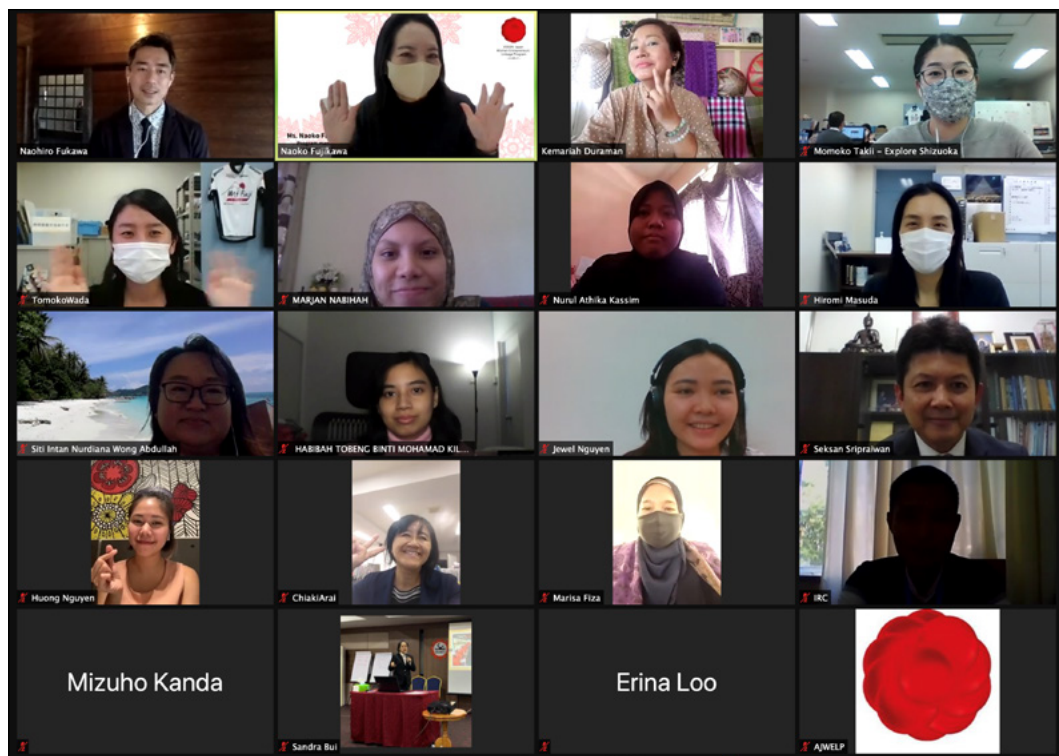 Naohiro Fukawa
Ms. Naoko F
Naoko Fujikawa
Kemariah Duraman
Momoko Takii – Explore Shizuoka
TomokoWada
MARJAN NABIHAH
Nurul Athika Kassim
Hiromi Masuda
Siti Intan Nurdiana Wong Abdullah
HABIBAH TOBENG BINTI MOHAMAD KIL...
Jewel Nguyen
Seksan Sripraiwan
Huong Nguyen
ChiakiArai
Marisa Fiza
IRC
Mizuho Kanda
Sandra Bui
Erina Loo
AJWELP